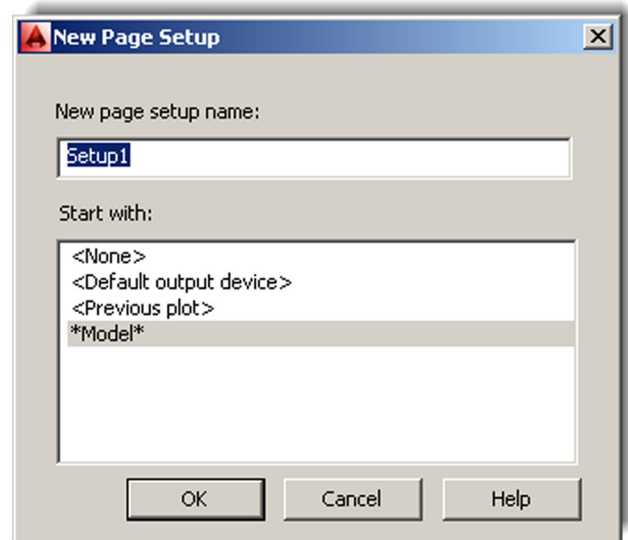 New Page Setup
New page setup name:
Setup1
Start with:
<None>
<Default output device>
<Previous plot>
*Model*
OK Cancel Help